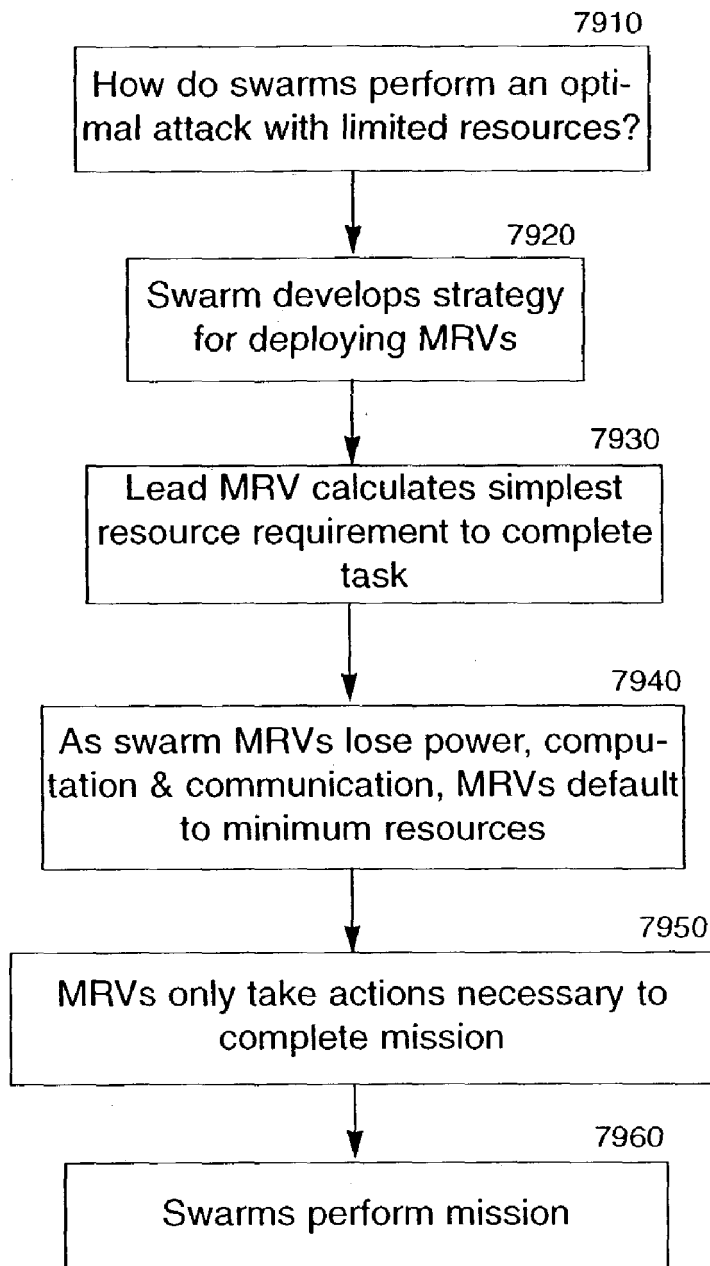 7910
How do swarms perform an opti-
mal attack with limited resources?
7920
Swarm develops strategy
for deploying MRVs
7930
Lead MRV calculates simplest
resource requirement to complete
task
7940
As swarm MRVs lose power, compu-
tation & communication, MRVs default
to minimum resources
7950
MRVs only take actions necessary to
complete mission
7960
Swarms perform mission